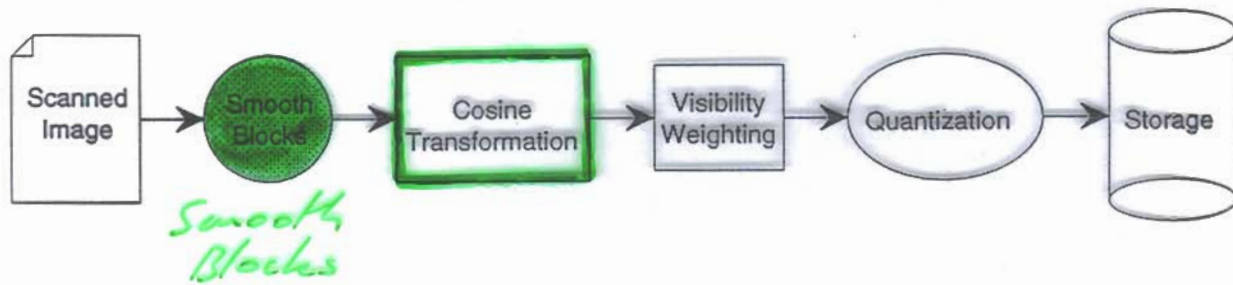 Scanned
Image
Smooth
Blocks
Cosine
Transformation
Visibility
Weighting
Quantization
Storage
Smooth
Blocks